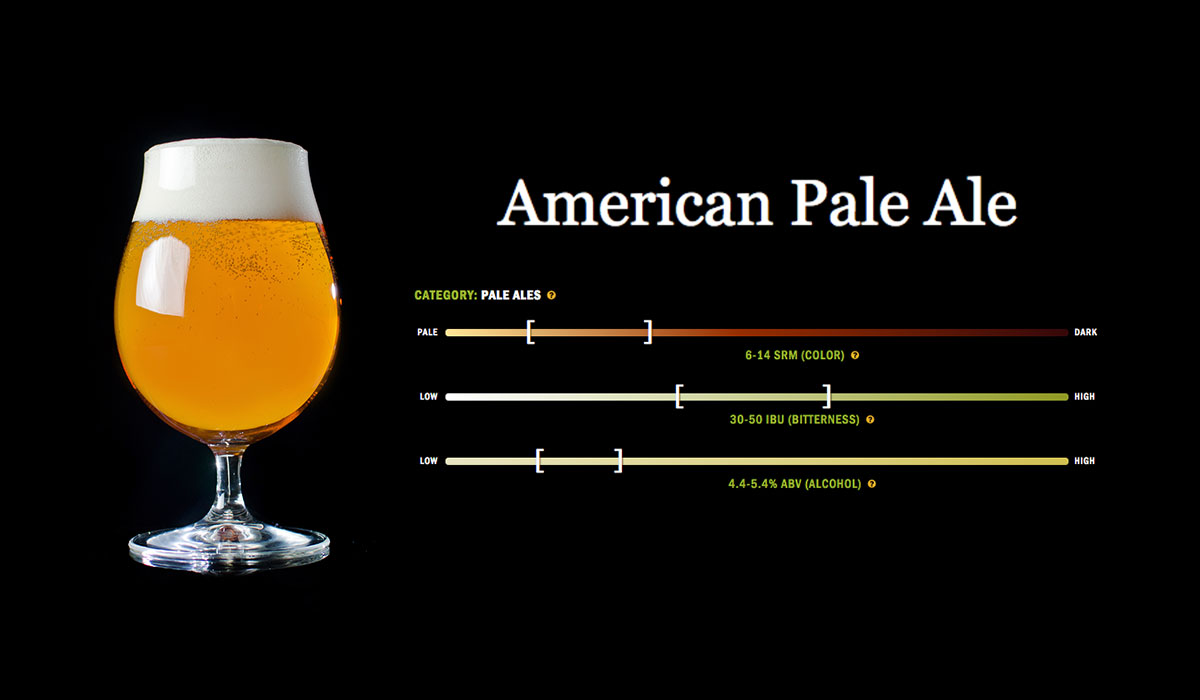 American Pale Ale
CATEGORY: PALE ALES ?
PALE DARK
6-14 SRM (COLOR) ?
LOW HIGH
30-50 IBU (BITTERNESS) ?
LOW HIGH
4.4-5.4% ABV (ALCOHOL) ?